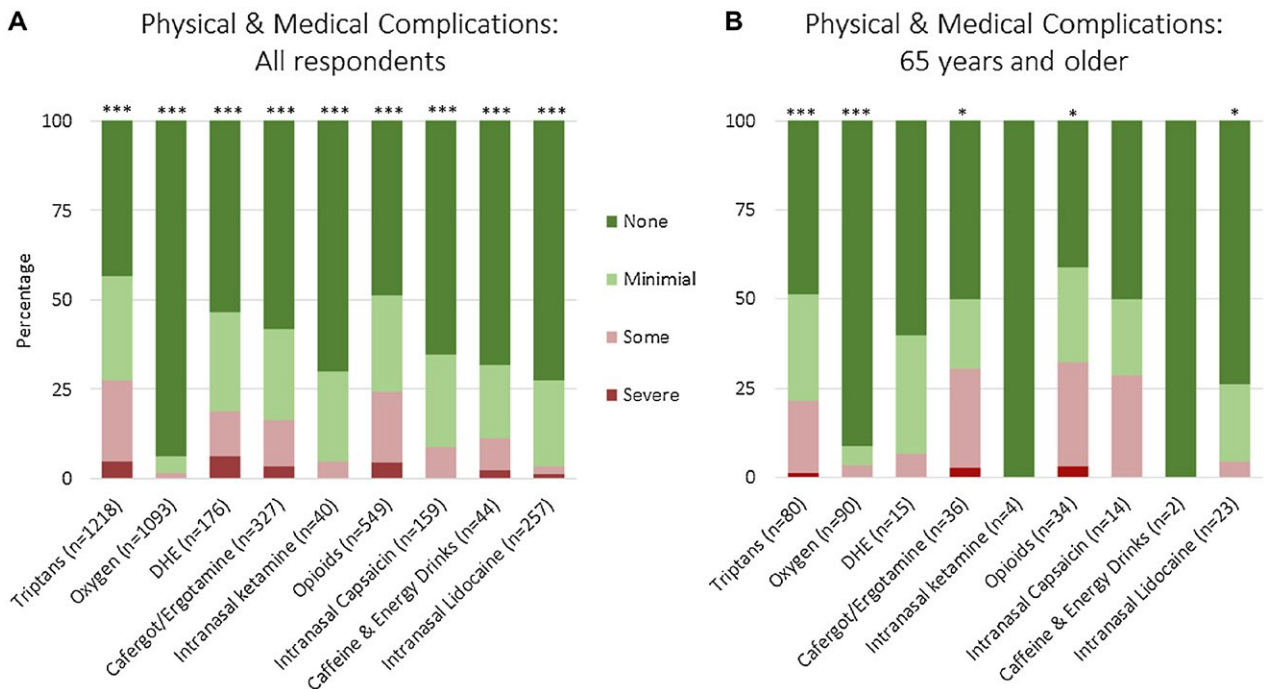 A
Physical & Medical Complications:
All respondents
*** *** *** *** *** *** *** *** ***
100
75
50
25
0
Percentage
Triptans (n=1218)
Oxygen (n=1093)
DHE (n=176)
Cafergot/Ergotamine (n=327)
Intranasal ketamine (n=40)
Opioids (n=549)
Intranasal Capsaicin (n=159)
Caffeine & Energy Drinks (n=44)
Intranasal Lidocaine (n=257)
None
Minimial
Some
Severe
B
Physical & Medical Complications:
65 years and older
*** *** * * *
100
75
50
25
0
Triptans (n=80)
Oxygen (n=90)
DHE (n=15)
Cafergot/Ergotamine (n=36)
Intranasal ketamine (n=4)
Opioids (n=34)
Intranasal Capsaicin (n=14)
Caffeine & Energy Drinks (n=2)
Intranasal Lidocaine (n=23)